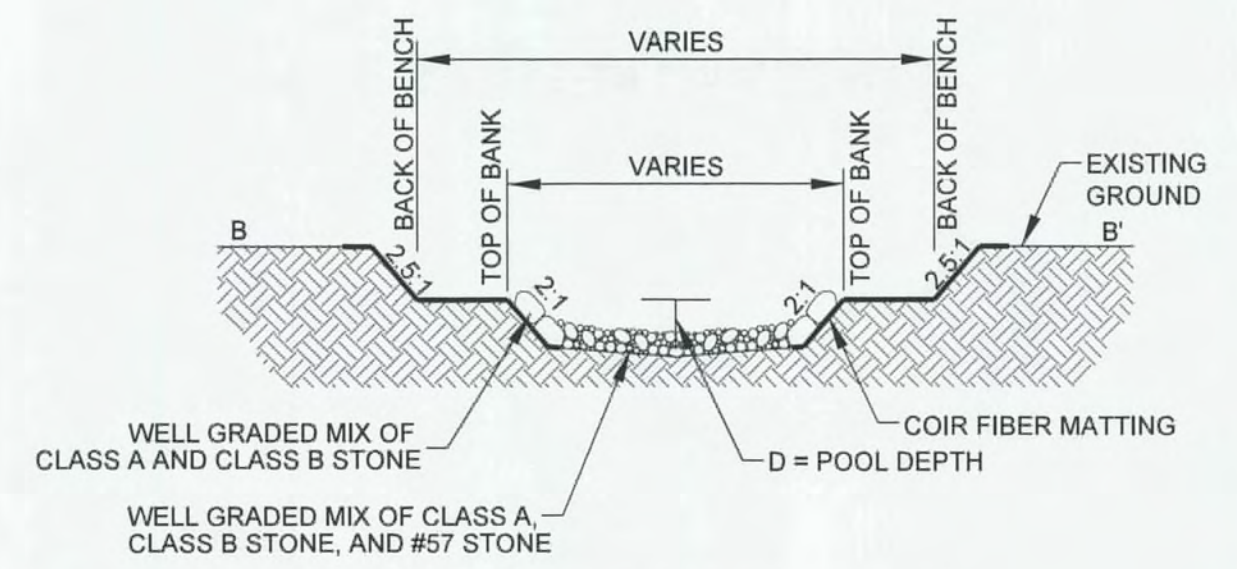 VARIES
BACK OF BENCH
BACK OF BENCH
VARIES
TOP OF BANK
TOP OF BANK
EXISTING
GROUND
B
B'
2.5:1
2.5:1
2:1
2:1
WELL GRADED MIX OF
CLASS A AND CLASS B STONE
COIR FIBER MATTING
D = POOL DEPTH
WELL GRADED MIX OF CLASS A,
CLASS B STONE, AND #57 STONE